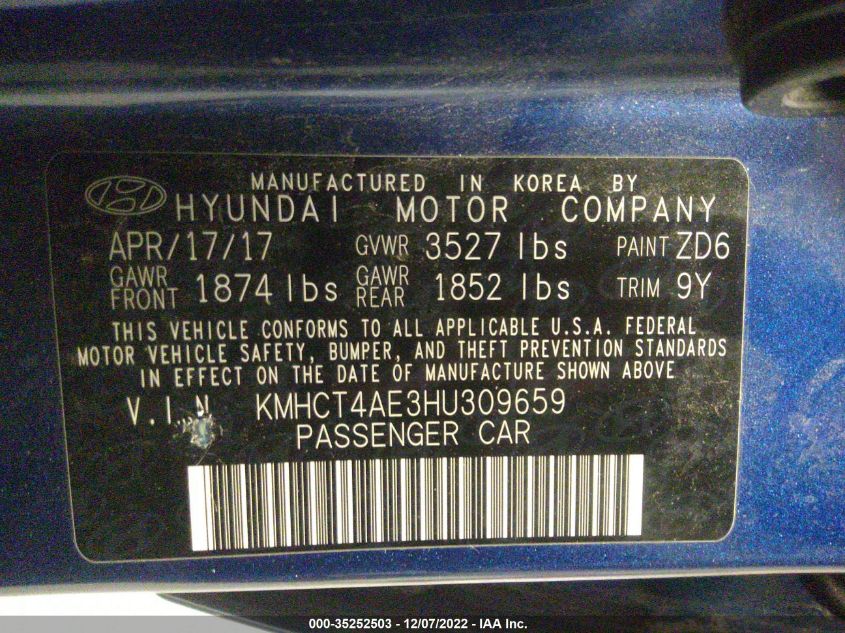 MANUFACTURED IN KOREA BY
HYUNDAI MOTOR COMPANY
APR/17/17 GVWR 3527 lbs PAINT ZD6
GAWR FRONT 1874 lbs GAWR REAR 1852 lbs TRIM 9Y
THIS VEHICLE CONFORMS TO ALL APPLICABLE U.S.A. FEDERAL
MOTOR VEHICLE SAFETY, BUMPER, AND THEFT PREVENTION STANDARDS
IN EFFECT ON THE DATE OF MANUFACTURE SHOWN ABOVE
V.I.N KMHCT4AE3HU309659
PASSENGER CAR
000-35252503 - 12/07/2022 - IAA Inc.